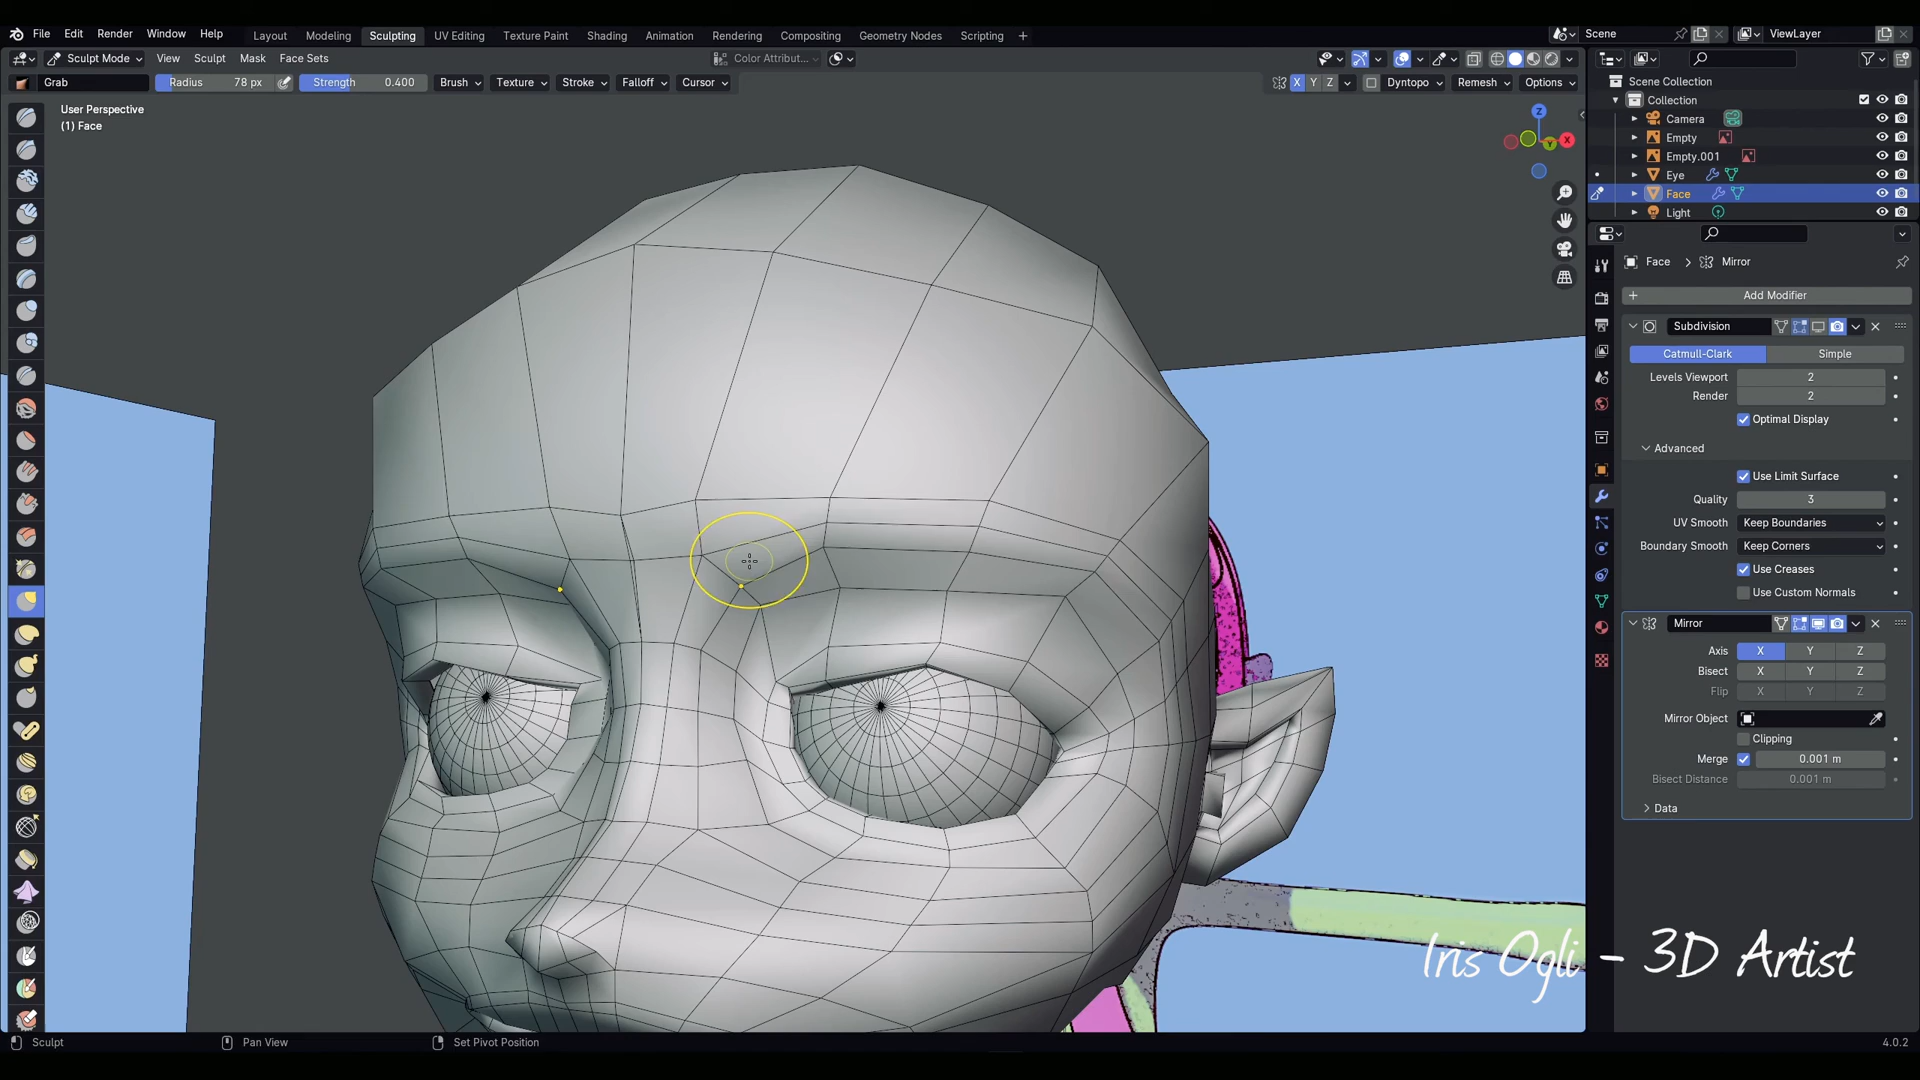 File Edit Render Window Help Layout Modeling Sculpting UV Editing Texture Paint Shading Animation Rendering Compositing Geometry Nodes Scripting + Scene ViewLayer
Sculpt Mode View Sculpt Mask Face Sets Color Attribut...
Grab Radius 78 px Strength 0.400 Brush Texture Stroke Falloff Cursor X Y Z Dyntopo Remesh Options
User Perspective
(1) Face
Z
X
Y
Scene Collection
Collection
Camera
Empty
Empty.001
Eye
Face
Light
Face > Mirror
+ Add Modifier
Subdivision
Catmull-Clark Simple
Levels Viewport 2
Render 2
Optimal Display
Advanced
Use Limit Surface
Quality 3
UV Smooth Keep Boundaries
Boundary Smooth Keep Corners
Use Creases
Use Custom Normals
Mirror
Axis X Y Z
Bisect X Y Z
Flip X Y Z
Mirror Object
Clipping
Merge 0.001 m
Bisect Distance 0.001 m
Data
Iris Ogli - 3D Artist
Sculpt Pan View Set Pivot Position 4.0.2